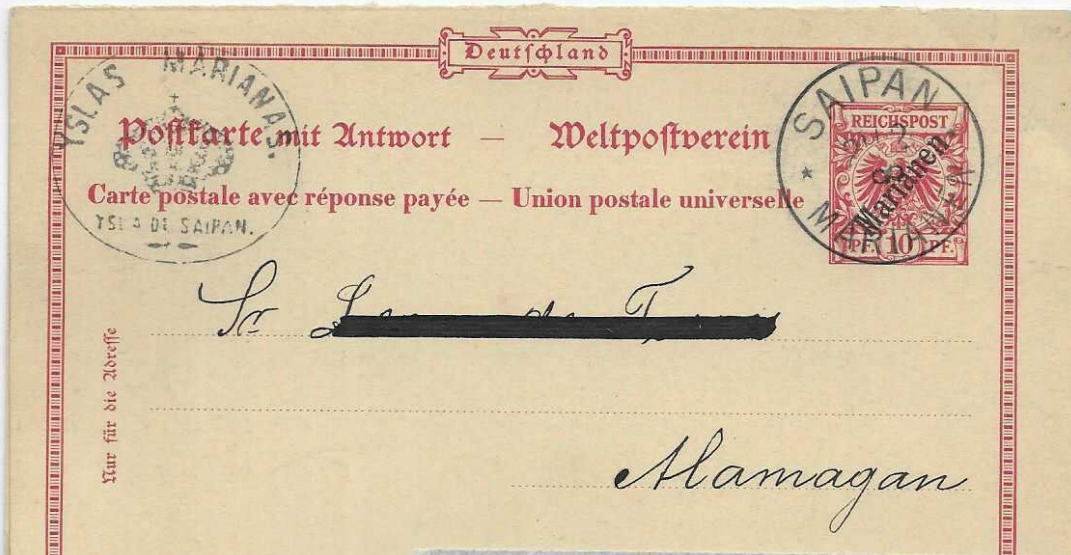 Deutschland
YSLAS MARIANAS.
YSLA DE SAIPAN.
SAIPAN
MARIANEN
REICHSPOST
Marianen
PF. 10 PF.
Postkarte mit Antwort — Weltpostverein
Carte postale avec réponse payée — Union postale universelle
Sr
Nur für die Adresse
Alamagan